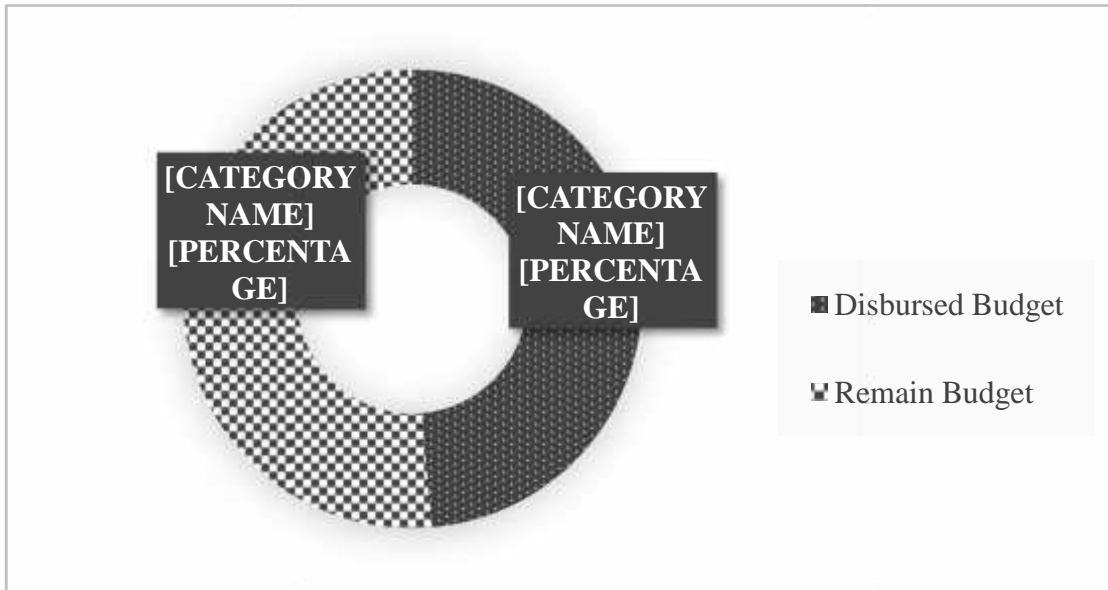 [CATEGORY
NAME]
[PERCENTA
GE]
[CATEGORY
NAME]
[PERCENTA
GE]
Disbursed Budget
Remain Budget